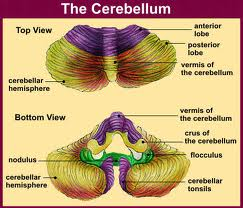 The Cerebellum
Top View
anterior
lobe
posterior
lobe
vermis of
the cerebellum
cerebellar
hemisphere
Bottom View
vermis of
the cerebellum
crus of the
cerebellum
flocculus
nodulus
cerebellar
hemisphere
cerebellar
tonsils